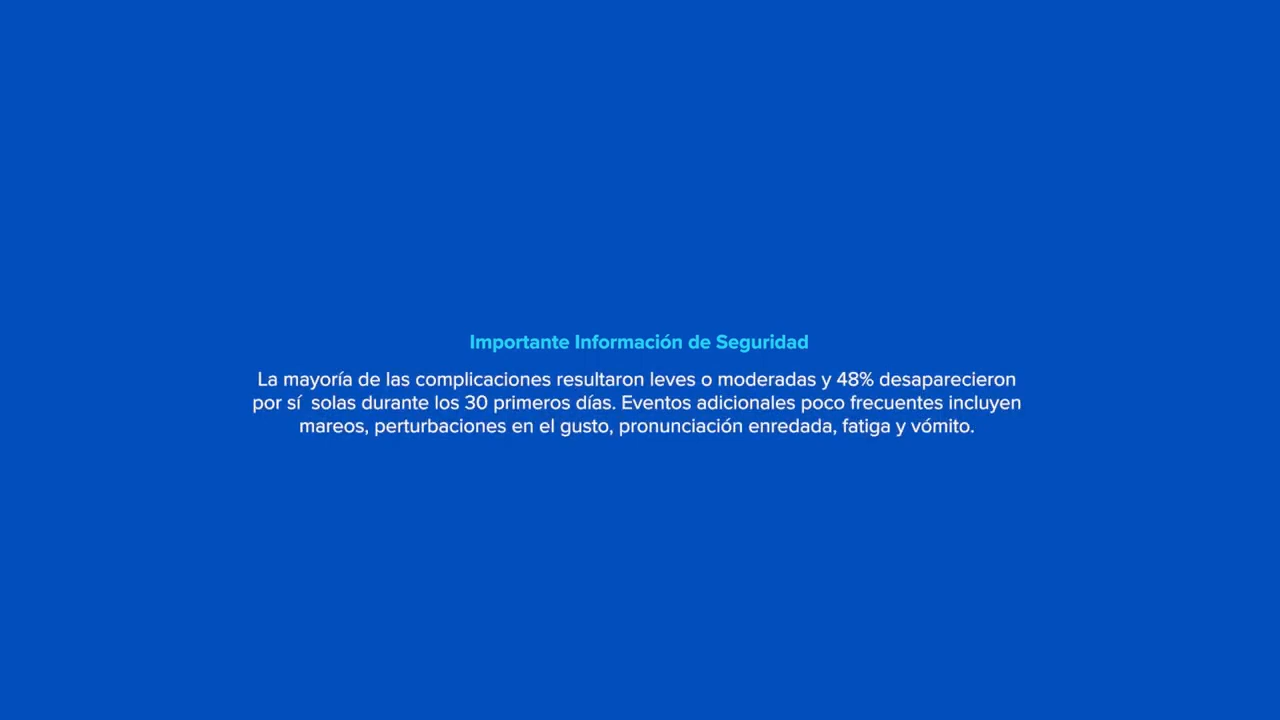 Importante Información de Seguridad
La mayoría de las complicaciones resultaron leves o moderadas y 48% desaparecieron
por sí  solas durante los 30 primeros días. Eventos adicionales poco frecuentes incluyen
mareos, perturbaciones en el gusto, pronunciación enredada, fatiga y vómito.